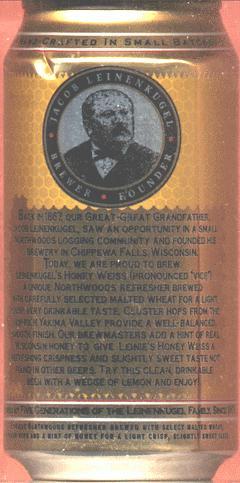 CRAFTED IN SMALL BATCHES
JACOB LEINENKUGEL
BREWER • FOUNDER
BACK IN 1867, OUR GREAT-GREAT GRANDFATHER,
LEINENKUGEL, SAW AN OPPORTUNITY IN A SMALL
NORTHWOODS LOGGING COMMUNITY AND FOUNDED HIS
BREWERY IN CHIPPEWA FALLS, WISCONSIN.
TODAY, WE ARE PROUD TO BREW
LEINENKUGEL'S HONEY WEISS (PRONOUNCED "VICE")
A UNIQUE NORTHWOODS REFRESHER BREWED
WITH CAREFULLY SELECTED MALTED WHEAT FOR A LIGHT
VERY DRINKABLE TASTE. CLUSTER HOPS FROM THE
YAKIMA VALLEY PROVIDE A WELL-BALANCED,
SMOOTH FINISH. OUR BREWMASTERS ADD A HINT OF REAL
WISCONSIN HONEY TO GIVE LEINIE'S HONEY WEISS A
REFRESHING CRISPNESS AND SLIGHTLY SWEET TASTE NOT
FOUND IN OTHER BEERS. TRY THIS CLEAN, DRINKABLE
BEER WITH A WEDGE OF LEMON AND ENJOY!
BY FIVE GENERATIONS OF THE LEINENKUGEL FAMILY SINCE
NORTHWOODS REFRESHER BREWED WITH SELECT MALTED
HOPS AND A HINT OF HONEY FOR A LIGHT CRISP, SLIGHTLY SWEET